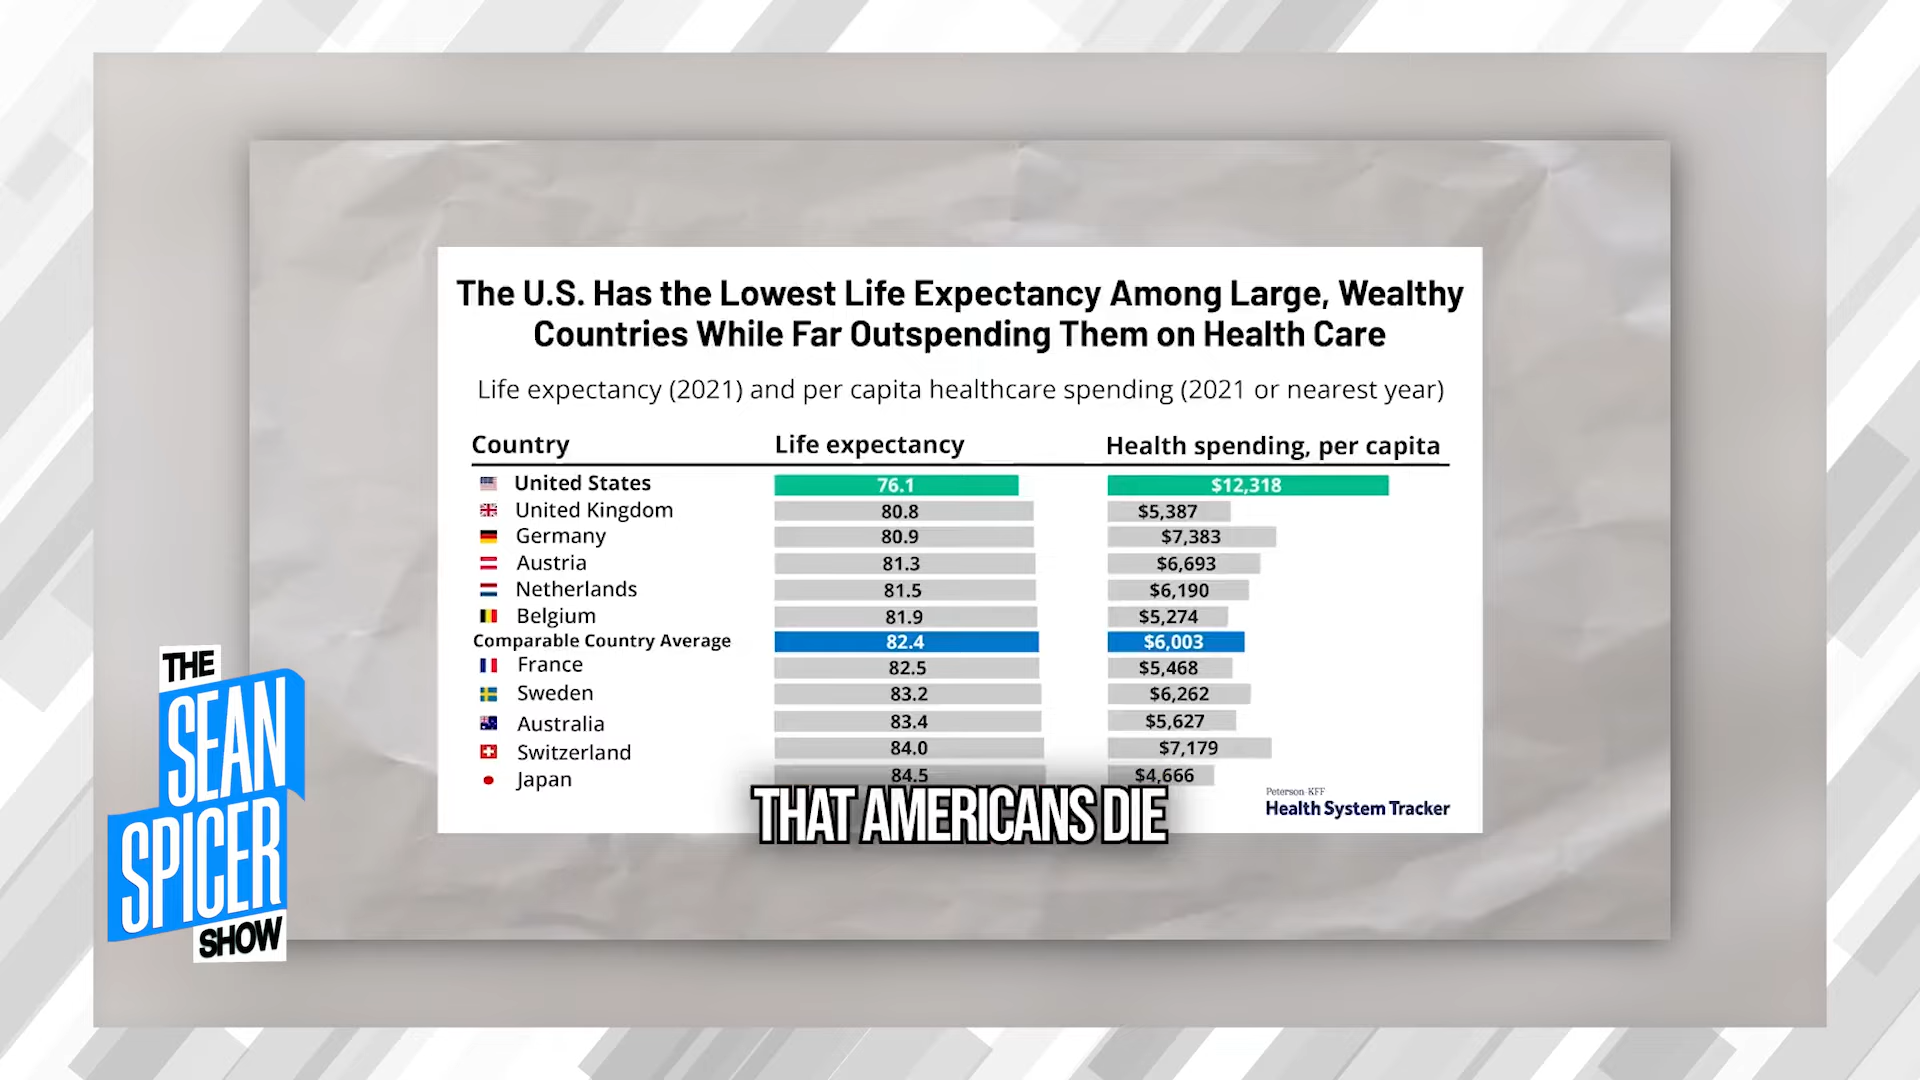 The U.S. Has the Lowest Life Expectancy Among Large, Wealthy
Countries While Far Outspending Them on Health Care
Life expectancy (2021) and per capita healthcare spending (2021 or nearest year)
Country Life expectancy Health spending, per capita
United States 76.1 $12,318
United Kingdom 80.8 $5,387
Germany 80.9 $7,383
Austria 81.3 $6,693
Netherlands 81.5 $6,190
Belgium 81.9 $5,274
Comparable Country Average 82.4 $6,003
France 82.5 $5,468
Sweden 83.2 $6,262
Australia 83.4 $5,627
Switzerland 84.0 $7,179
Japan 84.5 $4,666
Peterson-KFF
Health System Tracker
THAT AMERICANS DIE
THE
SEAN
SPICER
SHOW